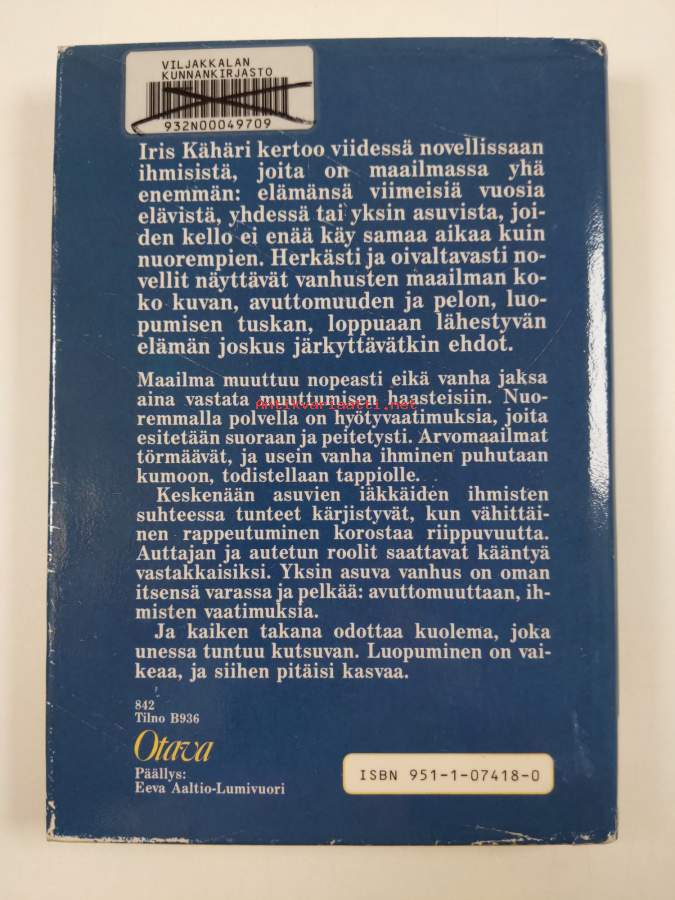 VILJAKKALAN
KUNNANKIRJASTO
932N00049709
Iris Kähäri kertoo viidessä novellissaan
ihmisistä, joita on maailmassa yhä
enemmän: elämänsä viimeisiä vuosia
elävistä, yhdessä tai yksin asuvista, joi-
den kello ei enää käy samaa aikaa kuin
nuorempien. Herkästi ja oivaltavasti no-
vellit näyttävät vanhusten maailman ko-
ko kuvan, avuttomuuden ja pelon, luo-
pumisen tuskan, loppuaan lähestyvän
elämän joskus järkyttävätkin ehdot.
Maailma muuttuu nopeasti eikä vanha jaksa
aina vastata muuttumisen haasteisiin. Nuo-
antikvariaatti.net
remmalla polvella on hyötyvaatimuksia, joita
esitetään suoraan ja peitetysti. Arvomaailmat
törmäävät, ja usein vanha ihminen puhutaan
kumoon, todistellaan tappiolle.
Keskenään asuvien iäkkäiden ihmisten
suhteessa tunteet kärjistyvät, kun vähittäi-
nen rappeutuminen korostaa riippuvuutta.
Auttajan ja autetun roolit saattavat kääntyä
vastakkaisiksi. Yksin asuva vanhus on oman
itsensä varassa ja pelkää: avuttomuuttaan, ih-
misten vaatimuksia.
Ja kaiken takana odottaa kuolema, joka
unessa tuntuu kutsuvan. Luopuminen on vai-
keaa, ja siihen pitäisi kasvaa.
842
Tilno B936
Otava
Päällys:
Eeva Aaltio-Lumivuori
ISBN 951-1-07418-0